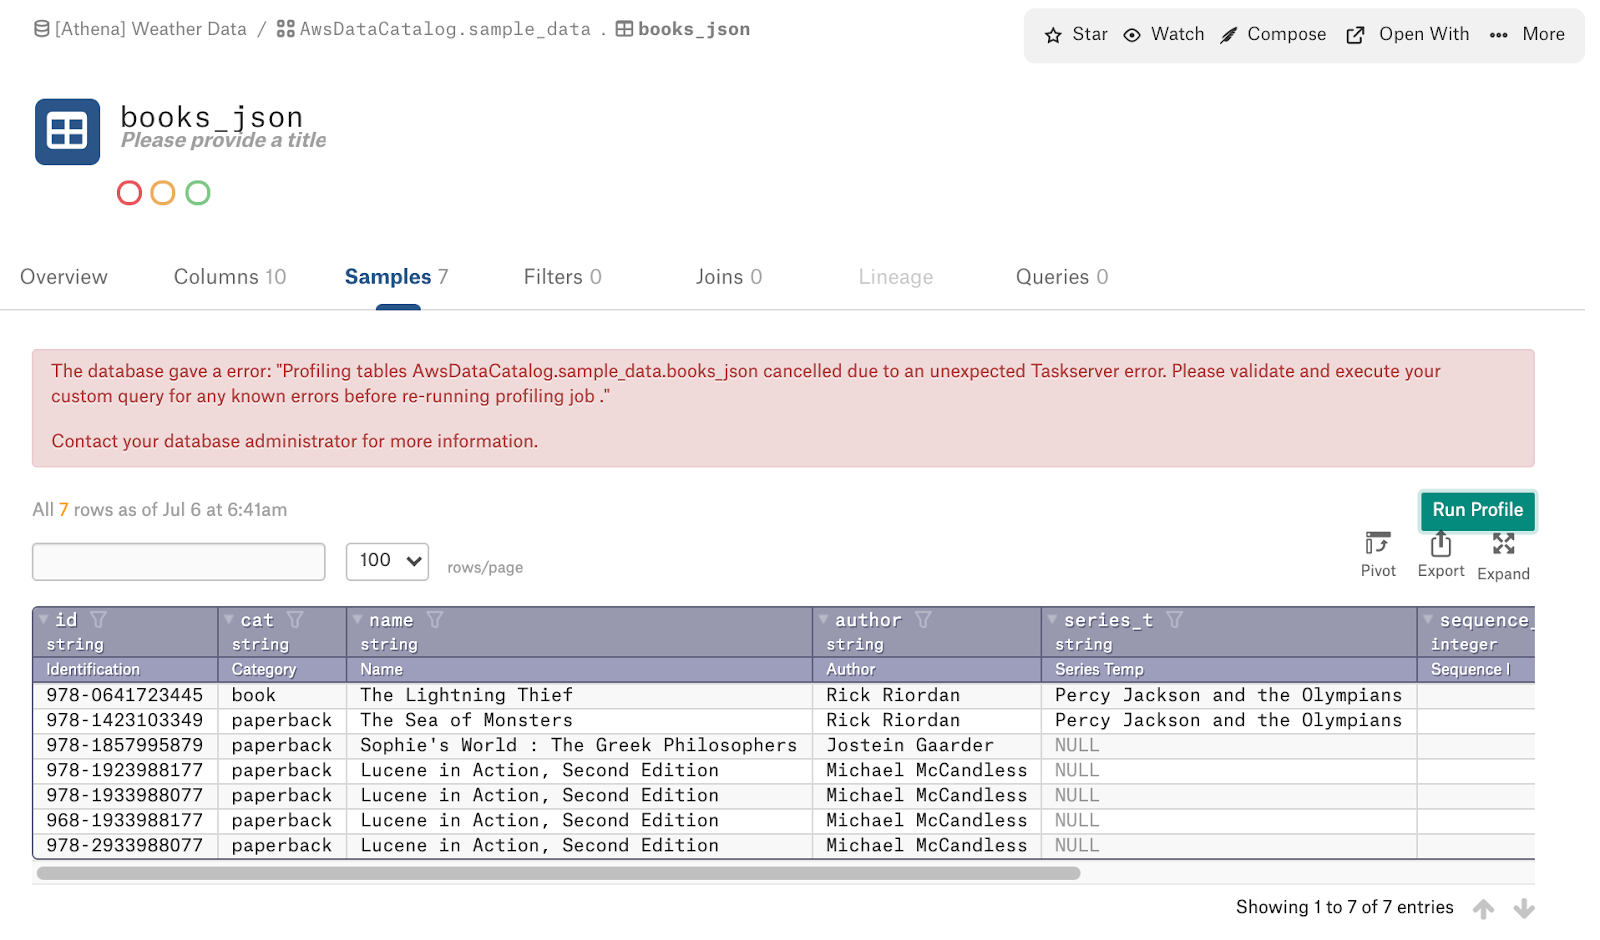 [Athena] Weather Data / AwsDataCatalog.sample_data . books_json
Star Watch Compose Open With More
books_json
Please provide a title
Overview Columns 10 Samples 7 Filters 0 Joins 0 Lineage Queries 0
The database gave a error: "Profiling tables AwsDataCatalog.sample_data.books_json cancelled due to an unexpected Taskserver error. Please validate and execute your
custom query for any known errors before re-running profiling job ."
Contact your database administrator for more information.
All 7 rows as of Jul 6 at 6:41am
Run Profile
100 rows/page
Pivot Export Expand
id cat name author series_t sequence_
string string string string string integer
Identification Category Name Author Series Temp Sequence I
978-0641723445 book The Lightning Thief Rick Riordan Percy Jackson and the Olympians
978-1423103349 paperback The Sea of Monsters Rick Riordan Percy Jackson and the Olympians
978-1857995879 paperback Sophie's World : The Greek Philosophers Jostein Gaarder NULL
978-1923988177 paperback Lucene in Action, Second Edition Michael McCandless NULL
978-1933988077 paperback Lucene in Action, Second Edition Michael McCandless NULL
968-1933988177 paperback Lucene in Action, Second Edition Michael McCandless NULL
978-2933988077 paperback Lucene in Action, Second Edition Michael McCandless NULL
Showing 1 to 7 of 7 entries